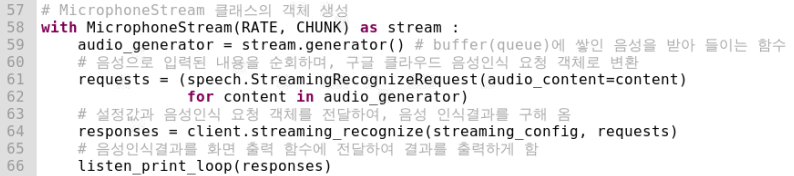 57 # MicrophoneStream 클래스의 객체 생성
58 with MicrophoneStream(RATE, CHUNK) as stream :
59     audio_generator = stream.generator() # buffer(queue)에 쌓인 음성을 받아 들이는 함수
60     # 음성으로 입력된 내용을 순회하며, 구글 클라우드 음성인식 요청 객체로 변환
61     requests = (speech.StreamingRecognizeRequest(audio_content=content)
62                 for content in audio_generator)
63     # 설정값과 음성인식 요청 객체를 전달하여, 음성 인식결과를 구해 옴
64     responses = client.streaming_recognize(streaming_config, requests)
65     # 음성인식결과를 화면 출력 함수에 전달하여 결과를 출력하게 함
66     listen_print_loop(responses)